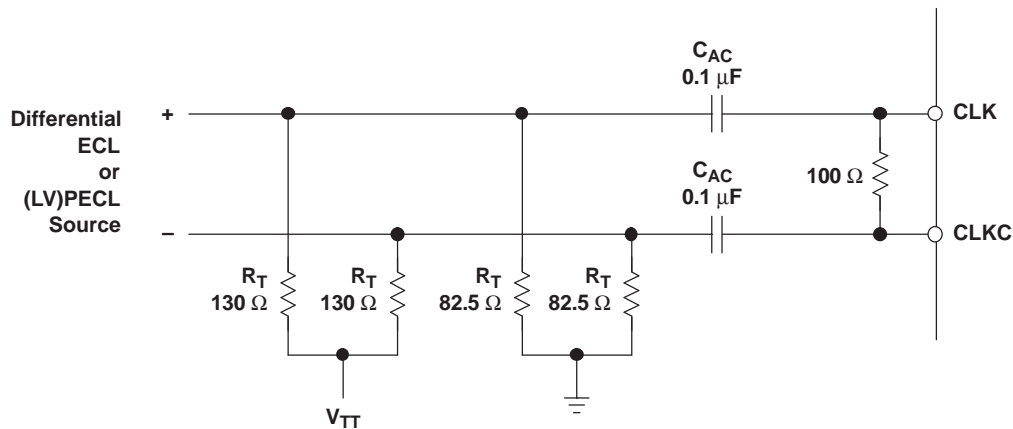 C_AC
0.1 μF
Differential
ECL
or
(LV)PECL
Source
+
−
CLK
C_AC
0.1 μF
100 Ω
CLKC
R_T
130 Ω
R_T
130 Ω
R_T
82.5 Ω
R_T
82.5 Ω
V_TT